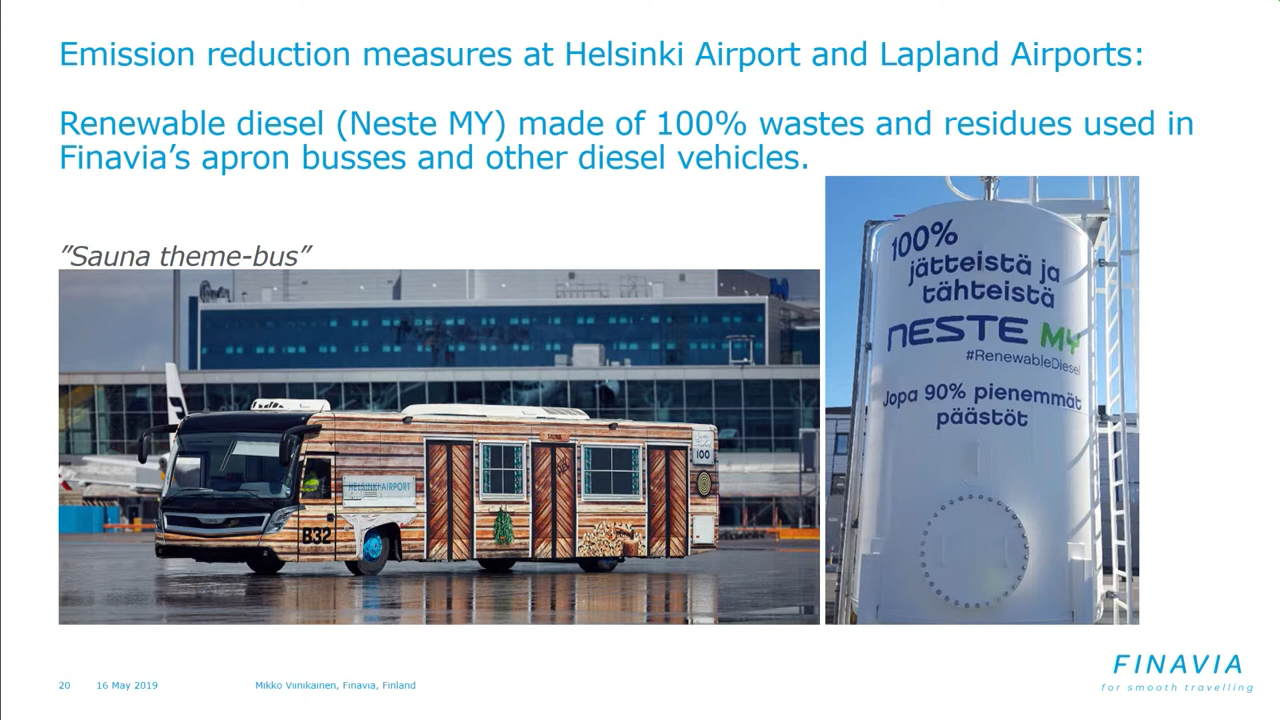 Emission reduction measures at Helsinki Airport and Lapland Airports:
Renewable diesel (Neste MY) made of 100% wastes and residues used in
Finavia’s apron busses and other diesel vehicles.
”Sauna theme-bus”
100%
jätteistä ja
tähteistä
NESTE MY
#RenewableDiesel
Jopa 90% pienemmät
päästöt
SAUNA
100
HELSINKI AIRPORT
B32
FINAVIA
for smooth travelling
20 16 May 2019 Mikko Viinikainen, Finavia, Finland